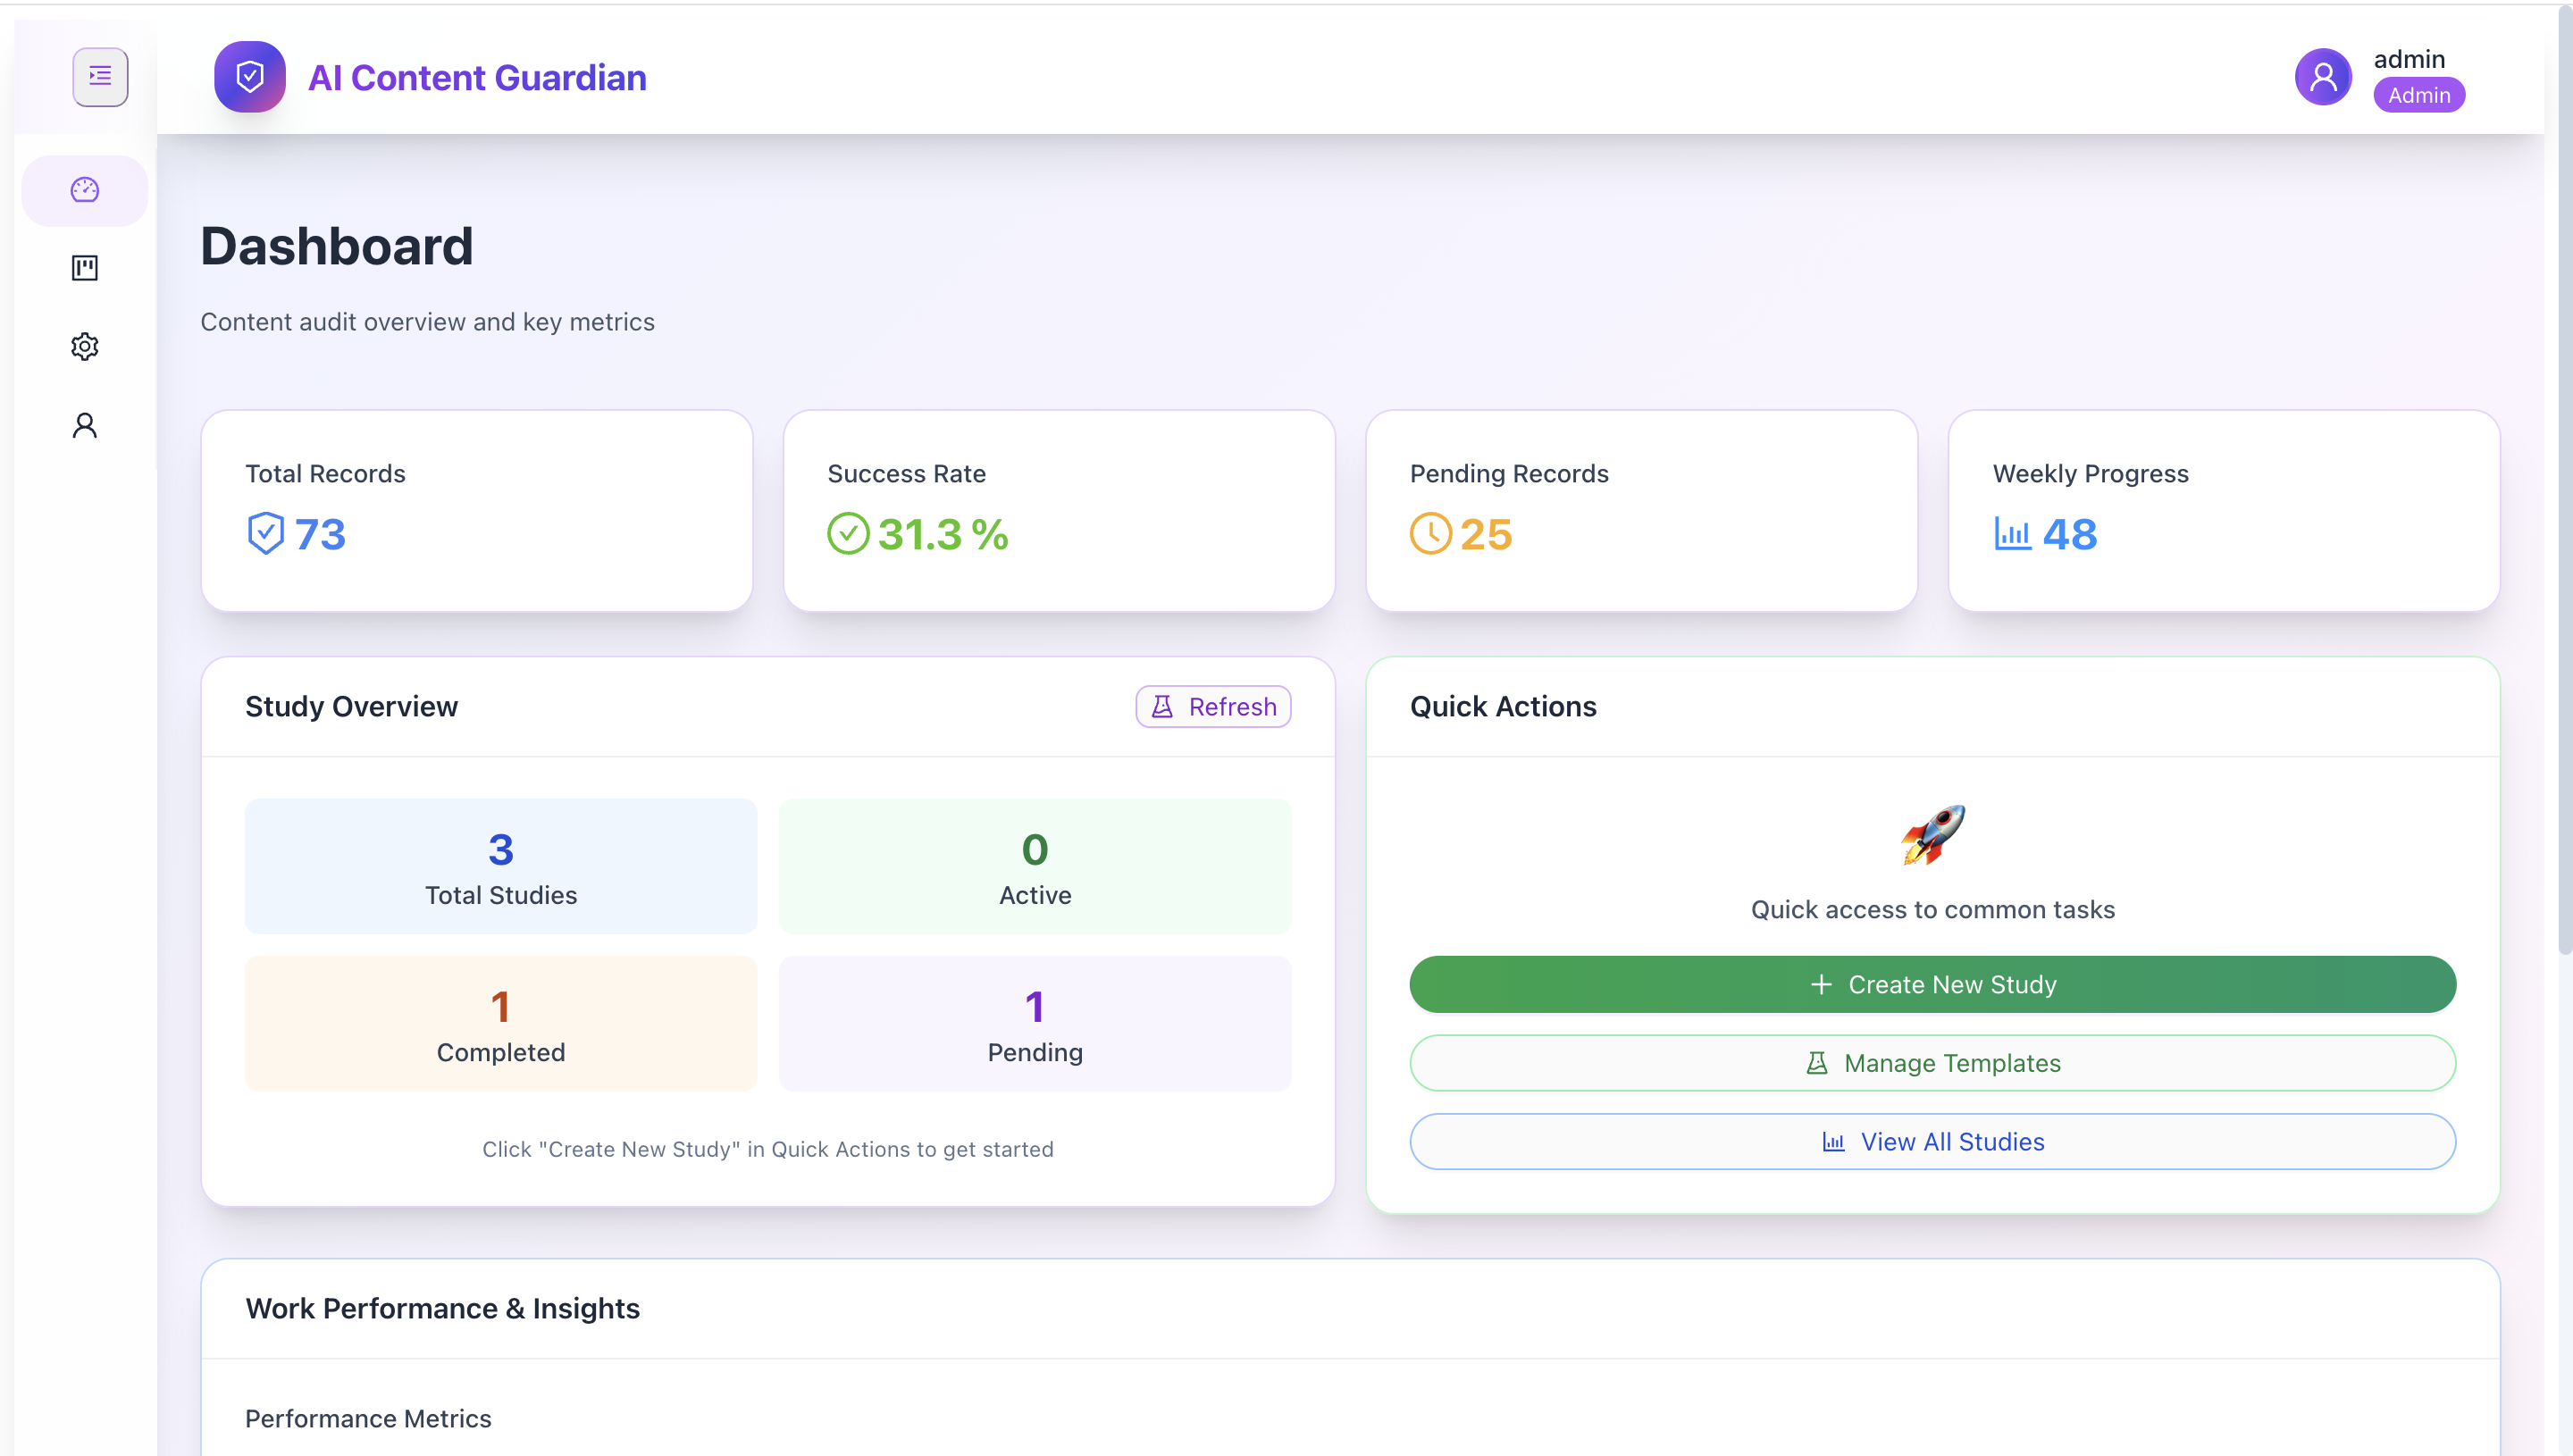 AI Content Guardian
admin
Admin
Dashboard
Content audit overview and key metrics
Total Records
73
Success Rate
31.3 %
Pending Records
25
Weekly Progress
48
Study Overview
Refresh
3
Total Studies
0
Active
1
Completed
1
Pending
Click "Create New Study" in Quick Actions to get started
Quick Actions
Quick access to common tasks
Create New Study
Manage Templates
View All Studies
Work Performance & Insights
Performance Metrics